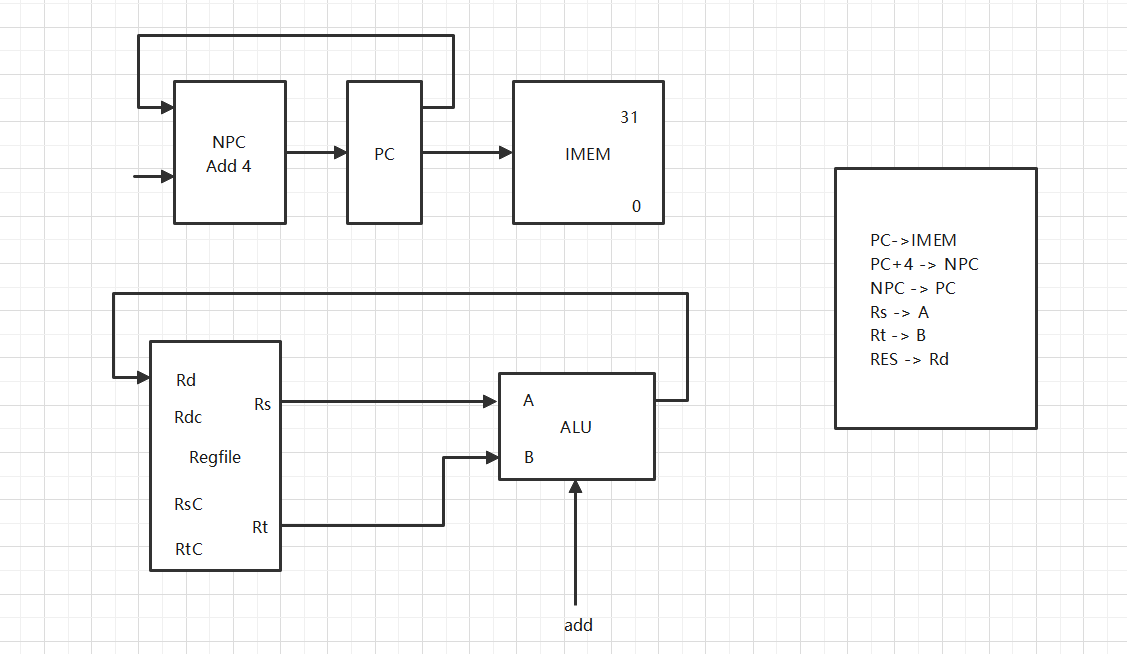 NPC
Add 4
PC
31
IMEM
0
PC->IMEM
PC+4 -> NPC
NPC -> PC
Rs -> A
Rt -> B
RES -> Rd
Rd
Rdc
Rs
Regfile
RsC
Rt
RtC
A
ALU
B
add